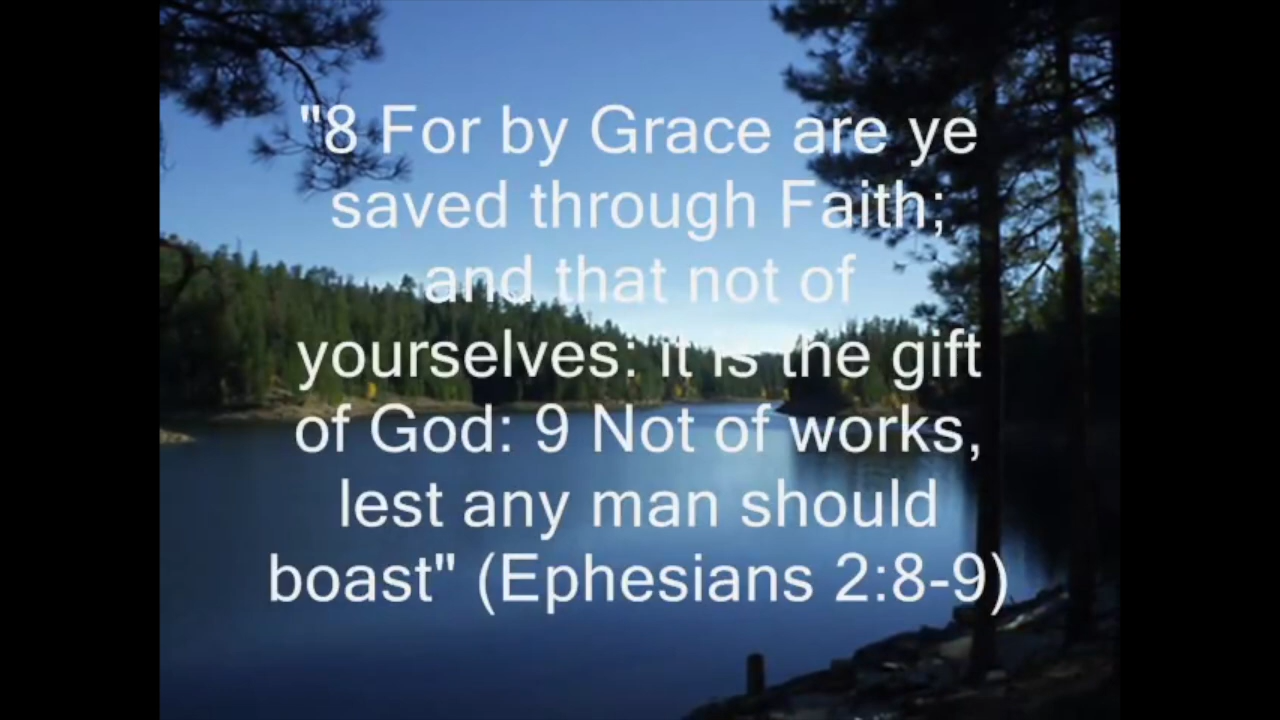 "8 For by Grace are ye
saved through Faith;
and that not of
yourselves: it is the gift
of God: 9 Not of works,
lest any man should
boast" (Ephesians 2:8-9)